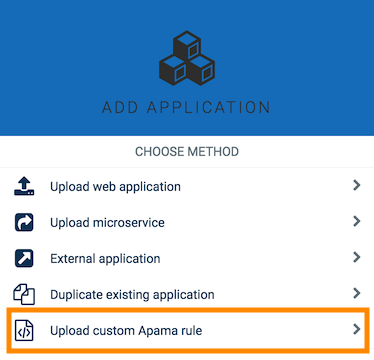 ADD APPLICATION
CHOOSE METHOD
Upload web application
Upload microservice
External application
Duplicate existing application
Upload custom Apama rule